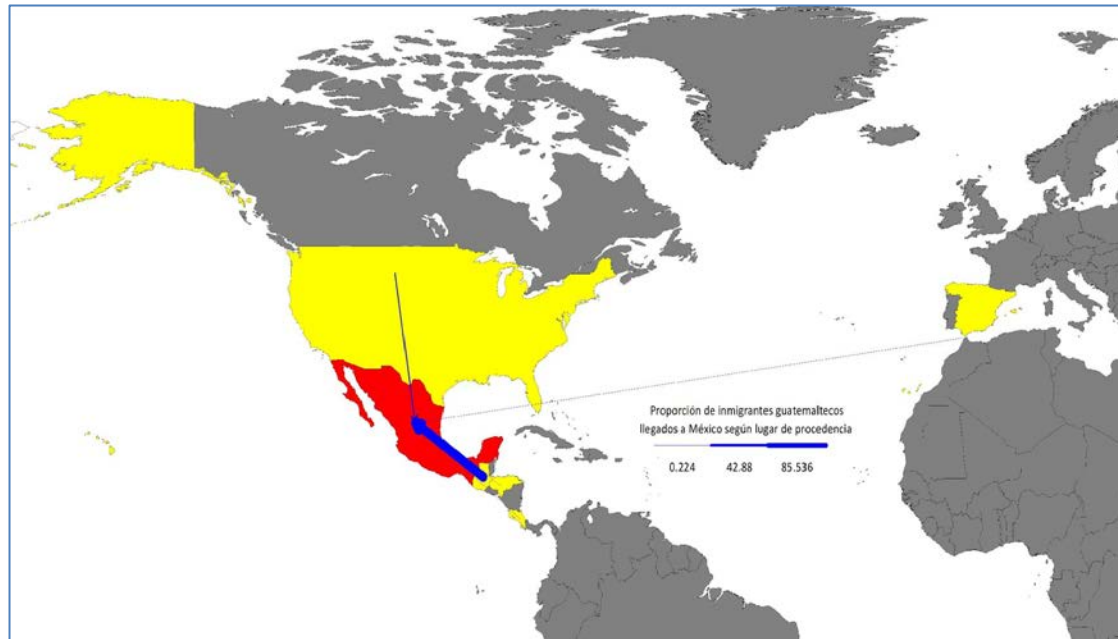 Proporción de inmigrantes guatemaltecos
llegados a México según lugar de procedencia
0.224 42.88 85.536